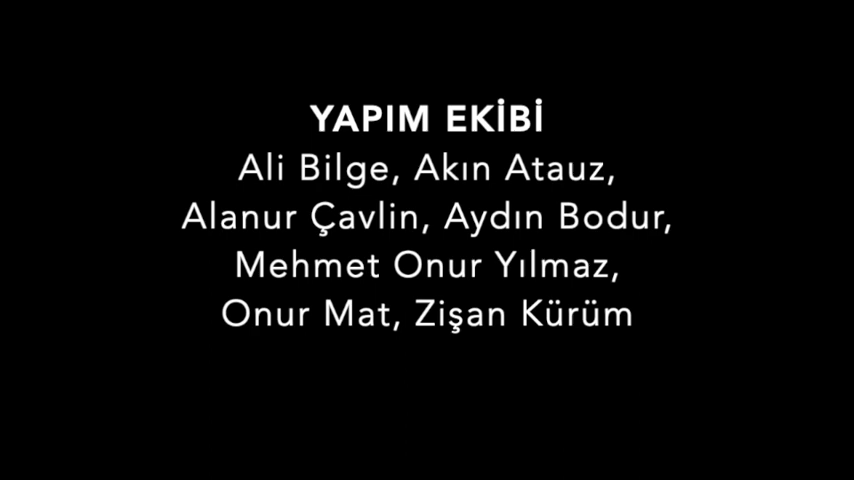 YAPIM EKİBİ
Ali Bilge, Akın Atauz,
Alanur Çavlin, Aydın Bodur,
Mehmet Onur Yılmaz,
Onur Mat, Zişan Kürüm